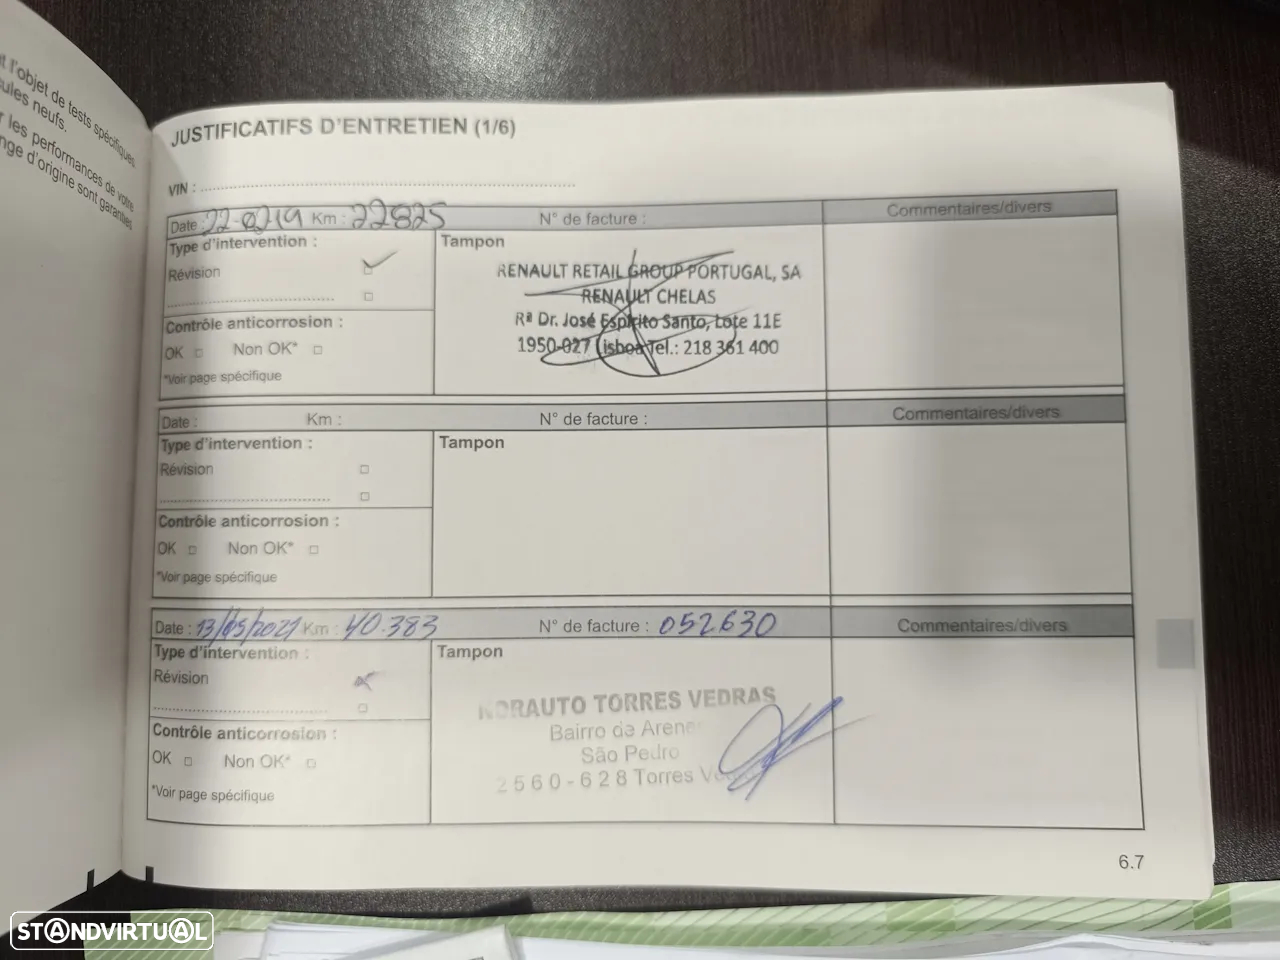 t l'objet de tests spécifiques
ules neufs.
r les performances de votre
nge d'origine sont garanties
JUSTIFICATIFS D'ENTRETIEN (1/6)
VIN :
Date : 22-0219 Km : 22825 N° de facture : Commentaires/divers
Type d'intervention : Tampon
Révision
RENAULT RETAIL GROUP PORTUGAL, SA
RENAULT CHELAS
Rª Dr. José Espírito Santo, Lote 11E
1950-027 Lisboa Tel.: 218 361 400
Contrôle anticorrosion :
OK Non OK*
*Voir page spécifique
Date : Km : N° de facture : Commentaires/divers
Type d'intervention : Tampon
Révision
Contrôle anticorrosion :
OK Non OK*
*Voir page spécifique
Date : 13/05/2021 Km : 40.383 N° de facture : 052630 Commentaires/divers
Type d'intervention : Tampon
Révision
NORAUTO TORRES VEDRAS
Bairro de Arenes
São Pedro
2560-628 Torres Vedras
Contrôle anticorrosion :
OK Non OK*
*Voir page spécifique
6.7
STANDVIRTUAL